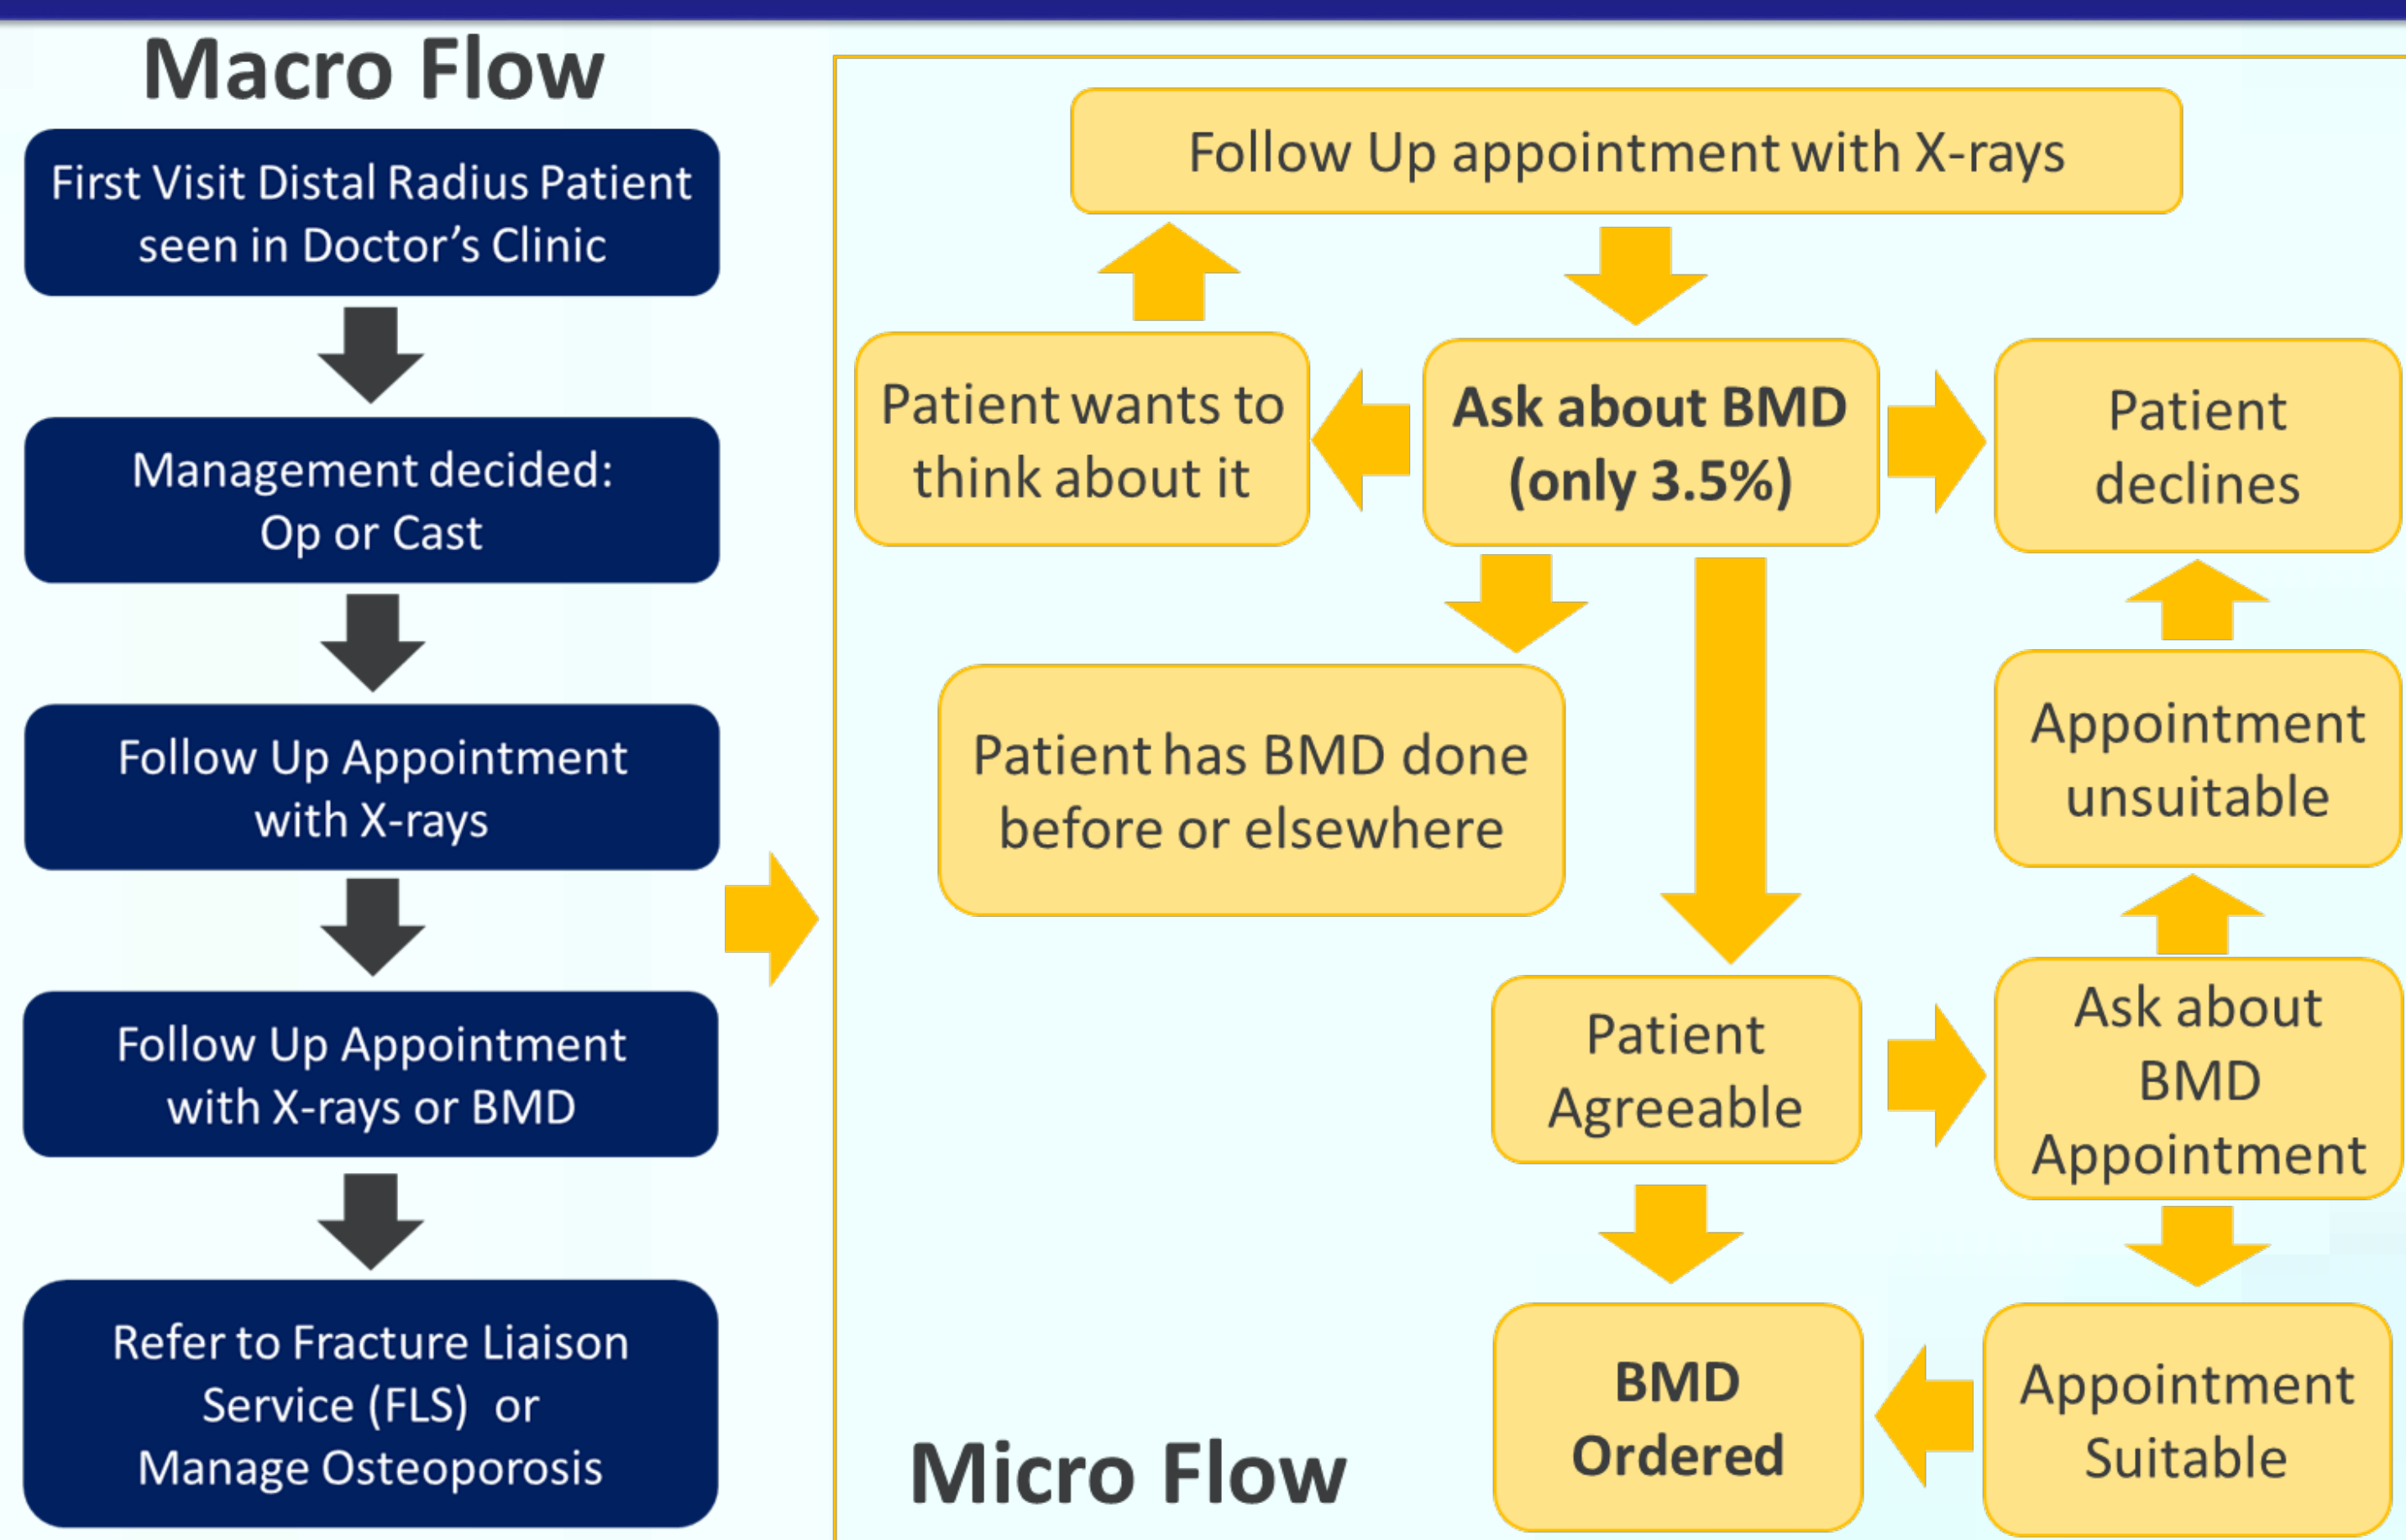 Macro Flow
First Visit Distal Radius Patient
seen in Doctor's Clinic
Management decided:
Op or Cast
Follow Up Appointment
with X-rays
Follow Up Appointment
with X-rays or BMD
Refer to Fracture Liaison
Service (FLS) or
Manage Osteoporosis
Follow Up appointment with X-rays
Patient wants to
think about it
Ask about BMD
(only 3.5%)
Patient
declines
Patient has BMD done
before or elsewhere
Appointment
unsuitable
Patient
Agreeable
Ask about
BMD
Appointment
BMD
Ordered
Appointment
Suitable
Micro Flow